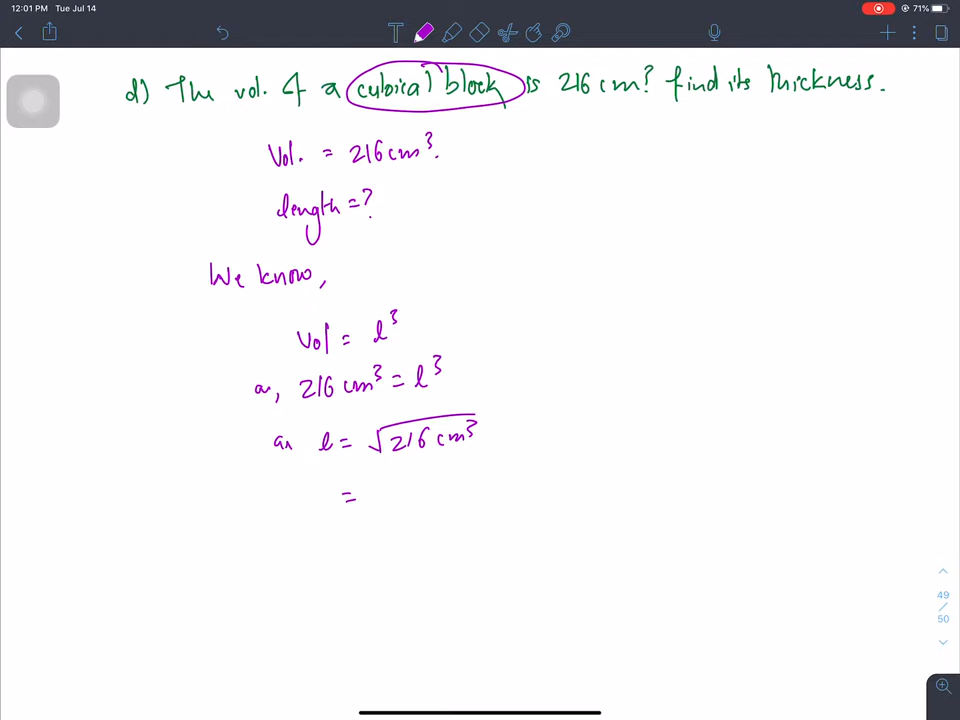 12:01 PM Tue Jul 14
71%
d) The vol. of a cubical block is 216 cm³. find its thickness.
Vol. = 216 cm³.
length = ?
We know,
Vol = l³
or, 216 cm³ = l³
or l = √216 cm³
=
49
/
50